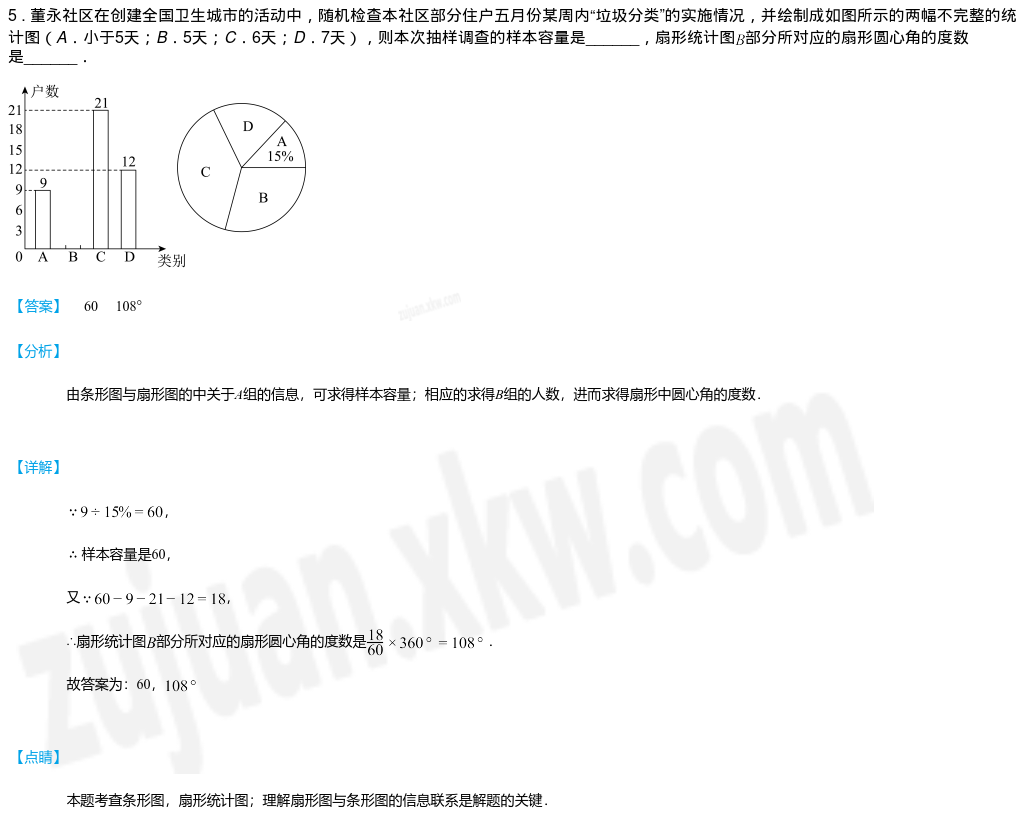 5．董永社区在创建全国卫生城市的活动中，随机检查本社区部分住户五月份某周内“垃圾分类”的实施情况，并绘制成如图所示的两幅不完整的统
计图（A．小于5天；B．5天；C．6天；D．7天），则本次抽样调查的样本容量是_______，扇形统计图B部分所对应的扇形圆心角的度数
是_______．
户数
21
18
15
12
9
6
3
0
9
21
12
A B C D
类别
D
A
15%
C
B
【答案】 60 108°
zujuan.xkw.com
【分析】
由条形图与扇形图的中关于A组的信息，可求得样本容量；相应的求得B组的人数，进而求得扇形中圆心角的度数．
【详解】
∵9÷15%=60，
∴样本容量是60，
又∵60−9−21−12=18，
∴扇形统计图B部分所对应的扇形圆心角的度数是18/60×360°=108°．
故答案为：60，108°
【点睛】
本题考查条形图，扇形统计图；理解扇形图与条形图的信息联系是解题的关键．
zujuan.xkw.com